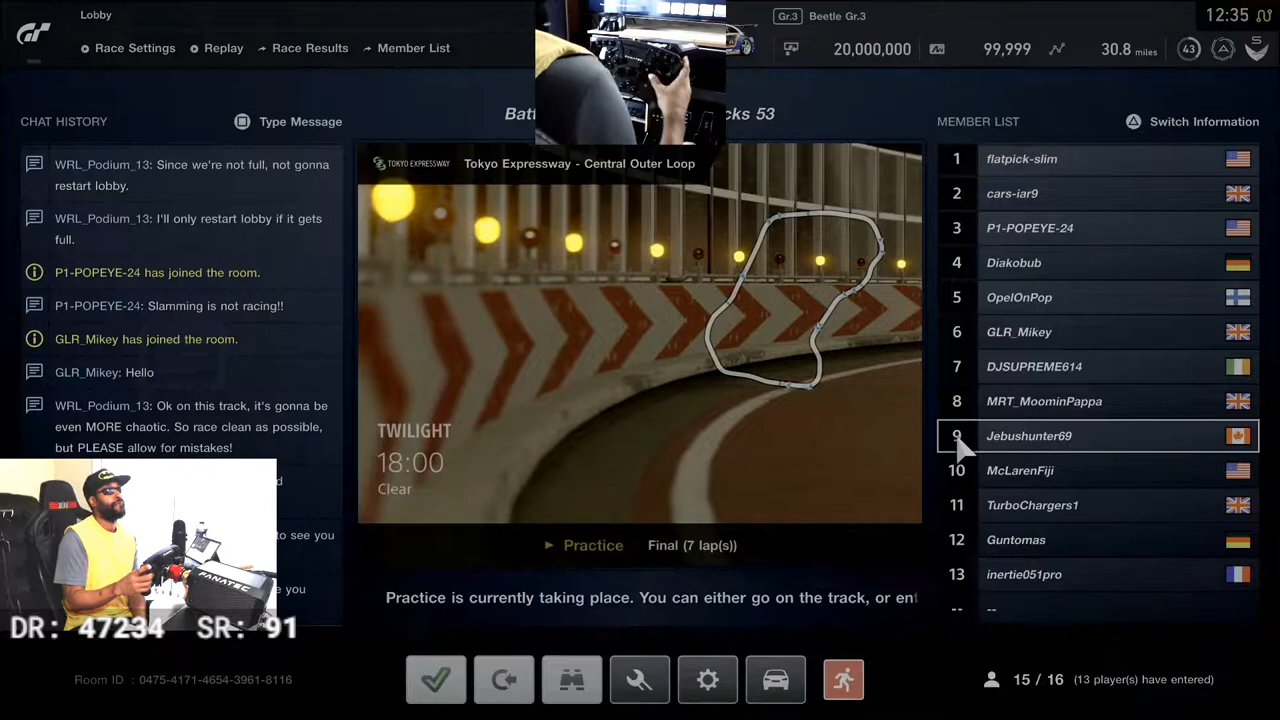 12:35
Lobby
Gr.3 Beetle Gr.3
Race Settings Replay Race Results Member List
20,000,000 99,999 30.8 miles 43 A S
CHAT HISTORY Type Message
WRL_Podium_13: Since we're not full, not gonna
restart lobby.
WRL_Podium_13: I'll only restart lobby if it gets
full.
P1-POPEYE-24 has joined the room.
P1-POPEYE-24: Slamming is not racing!!
GLR_Mikey has joined the room.
GLR_Mikey: Hello
WRL_Podium_13: Ok on this track, it's gonna be
even MORE chaotic. So race clean as possible,
but PLEASE allow for mistakes!
to see you
you
FANATEC
DR: 47234 SR: 91
Room ID : 0475-4171-4654-3961-8116
53
TOKYO EXPRESSWAY Tokyo Expressway - Central Outer Loop
TWILIGHT
18:00
Clear
Practice Final (7 lap(s))
Practice is currently taking place. You can either go on the track, or
MEMBER LIST Switch Information
1 flatpick-slim
2 cars-iar9
3 P1-POPEYE-24
4 Diakobub
5 OpelOnPop
6 GLR_Mikey
7 DJSUPREME614
8 MRT_MoominPappa
9 Jebushunter69
10 McLarenFiji
11 TurboChargers1
12 Guntomas
13 inertie051pro
-- --
15 / 16 (13 player(s) have entered)